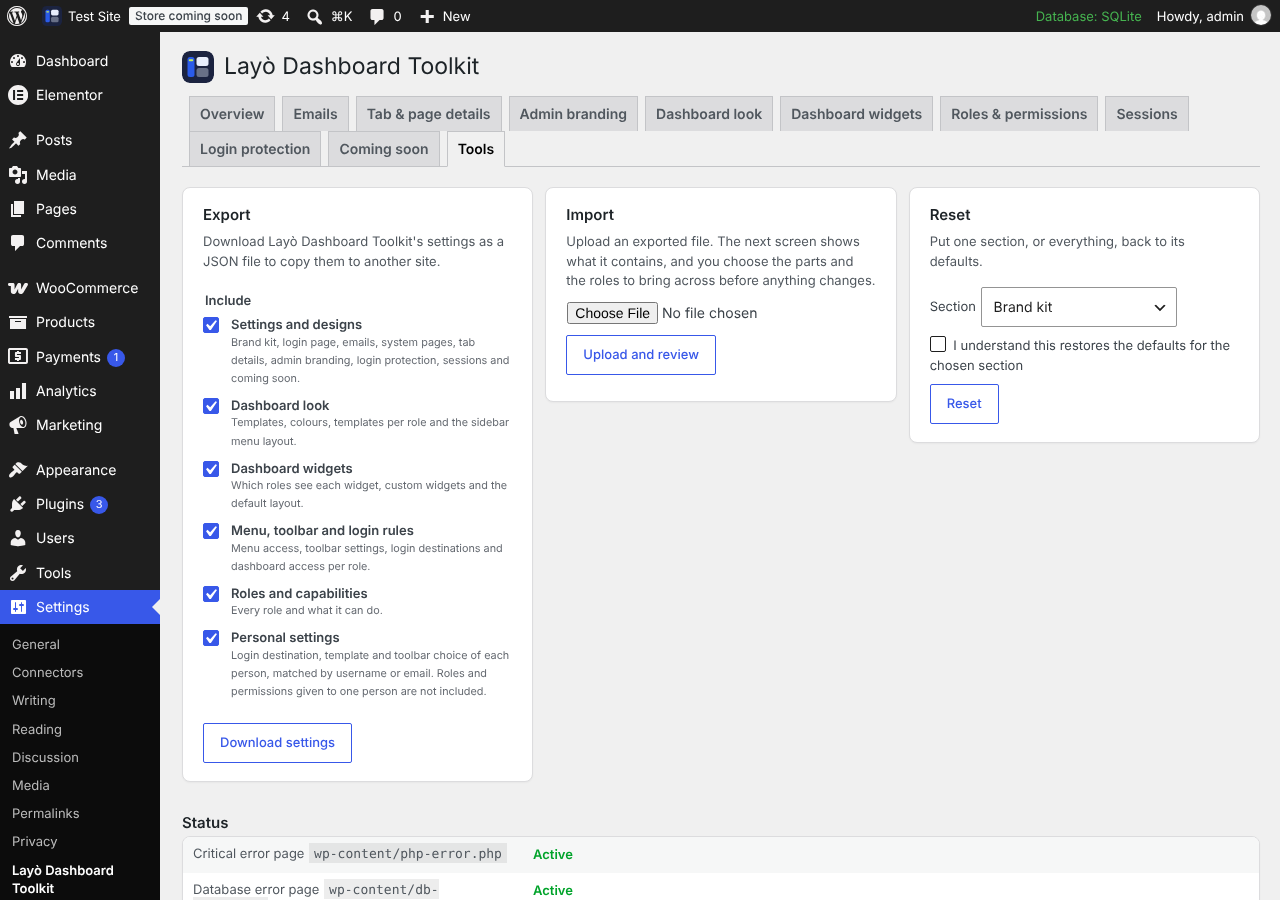 Test Site
Store coming soon
4
⌘K
0
New
Database: SQLite
Howdy, admin
Dashboard
Elementor
Posts
Media
Pages
Comments
WooCommerce
Products
Payments 1
Analytics
Marketing
Appearance
Plugins 3
Users
Tools
Settings
General
Connectors
Writing
Reading
Discussion
Media
Permalinks
Privacy
Layò Dashboard
Toolkit
Layò Dashboard Toolkit
Overview
Emails
Tab & page details
Admin branding
Dashboard look
Dashboard widgets
Roles & permissions
Sessions
Login protection
Coming soon
Tools
Export
Download Layò Dashboard Toolkit's settings as a
JSON file to copy them to another site.
Include
Settings and designs
Brand kit, login page, emails, system pages, tab
details, admin branding, login protection, sessions and
coming soon.
Dashboard look
Templates, colours, templates per role and the sidebar
menu layout.
Dashboard widgets
Which roles see each widget, custom widgets and the
default layout.
Menu, toolbar and login rules
Menu access, toolbar settings, login destinations and
dashboard access per role.
Roles and capabilities
Every role and what it can do.
Personal settings
Login destination, template and toolbar choice of each
person, matched by username or email. Roles and
permissions given to one person are not included.
Download settings
Import
Upload an exported file. The next screen shows
what it contains, and you choose the parts and
the roles to bring across before anything changes.
Choose File No file chosen
Upload and review
Reset
Put one section, or everything, back to its
defaults.
Section Brand kit
I understand this restores the defaults for the
chosen section
Reset
Status
Critical error page wp-content/php-error.php Active
Database error page wp-content/db- Active